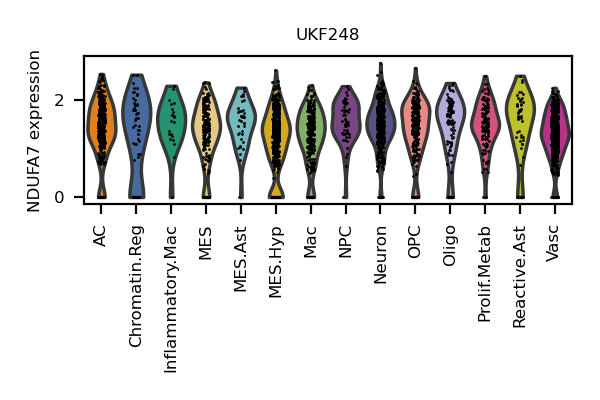 UKF248
NDUFA7 expression
2
0
AC
Chromatin.Reg
Inflammatory.Mac
MES
MES.Ast
MES.Hyp
Mac
NPC
Neuron
OPC
Oligo
Prolif.Metab
Reactive.Ast
Vasc